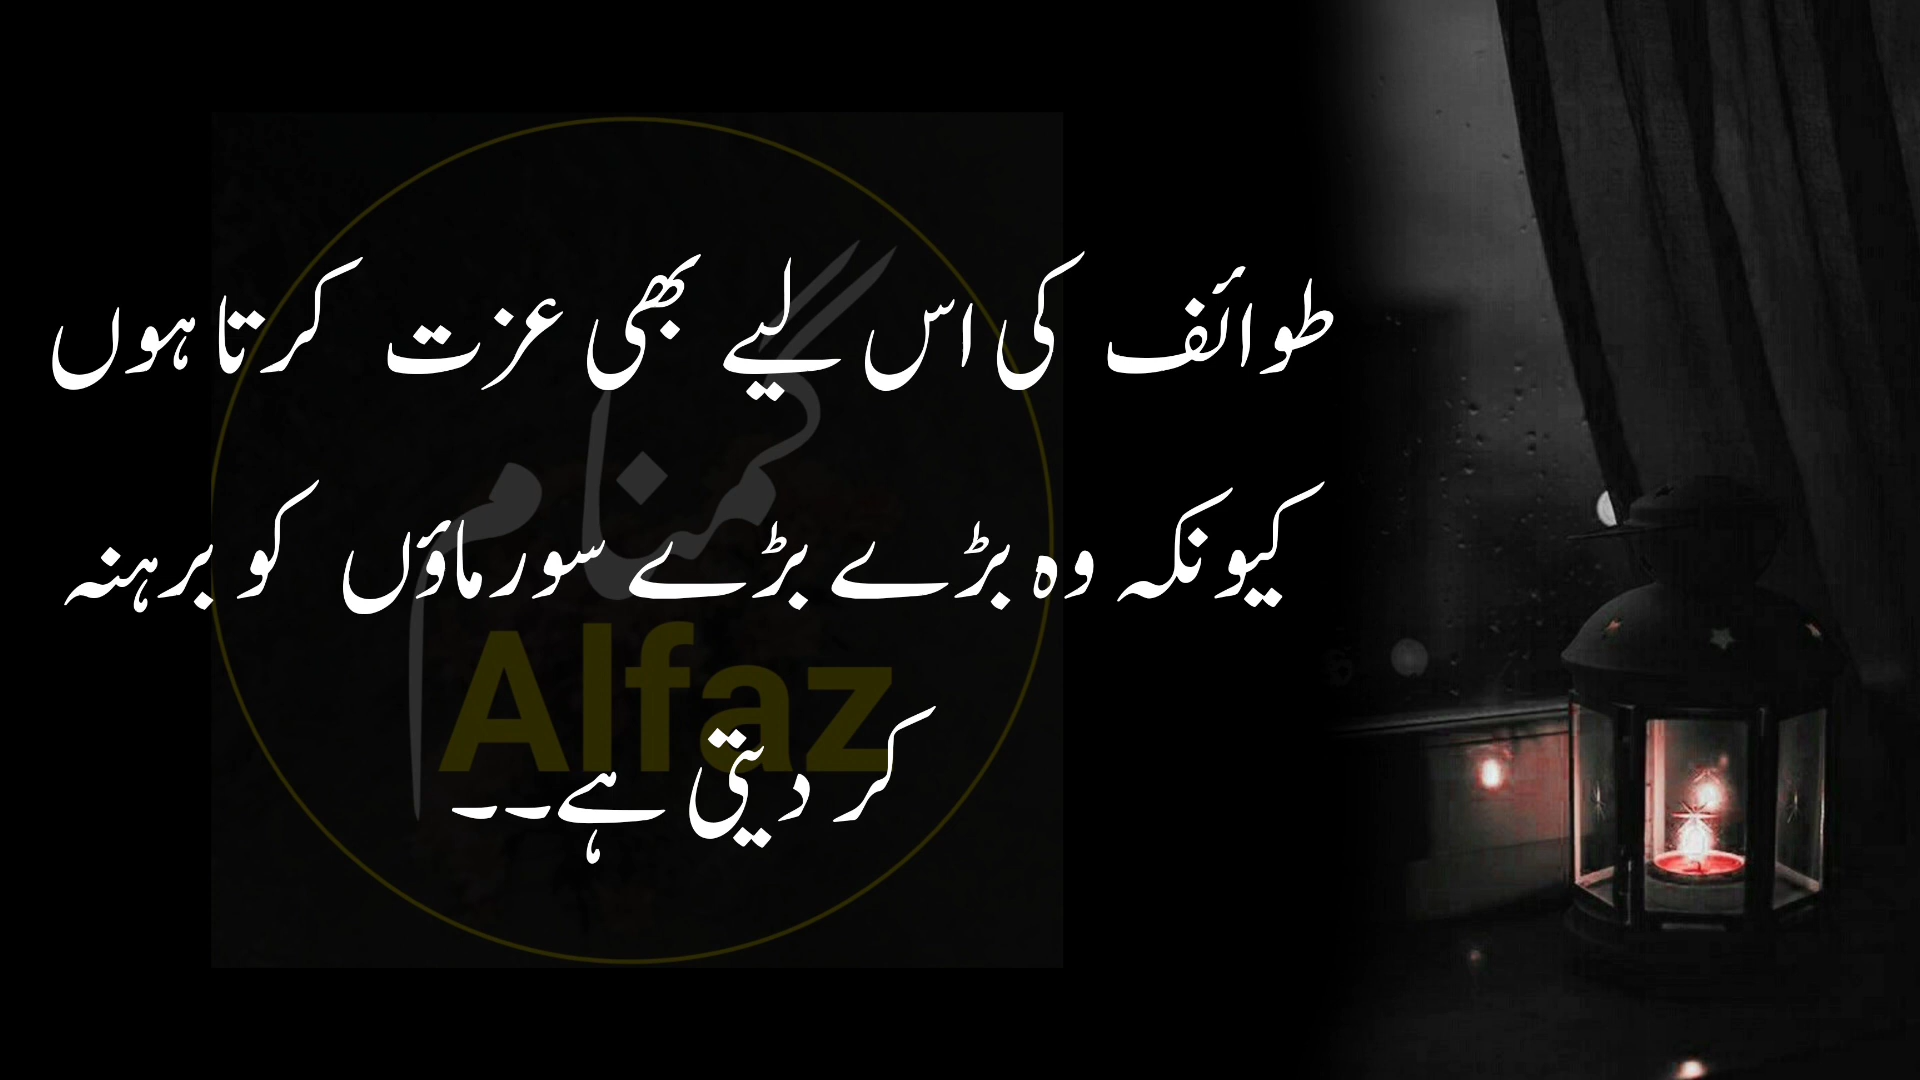 طوائف کی اس لیے بھی عزت کرتا ہوں
کیونکہ وہ بڑے بڑے سورماؤں کو برہنہ
کر دیتی ہے۔۔
گمنام
Alfaz